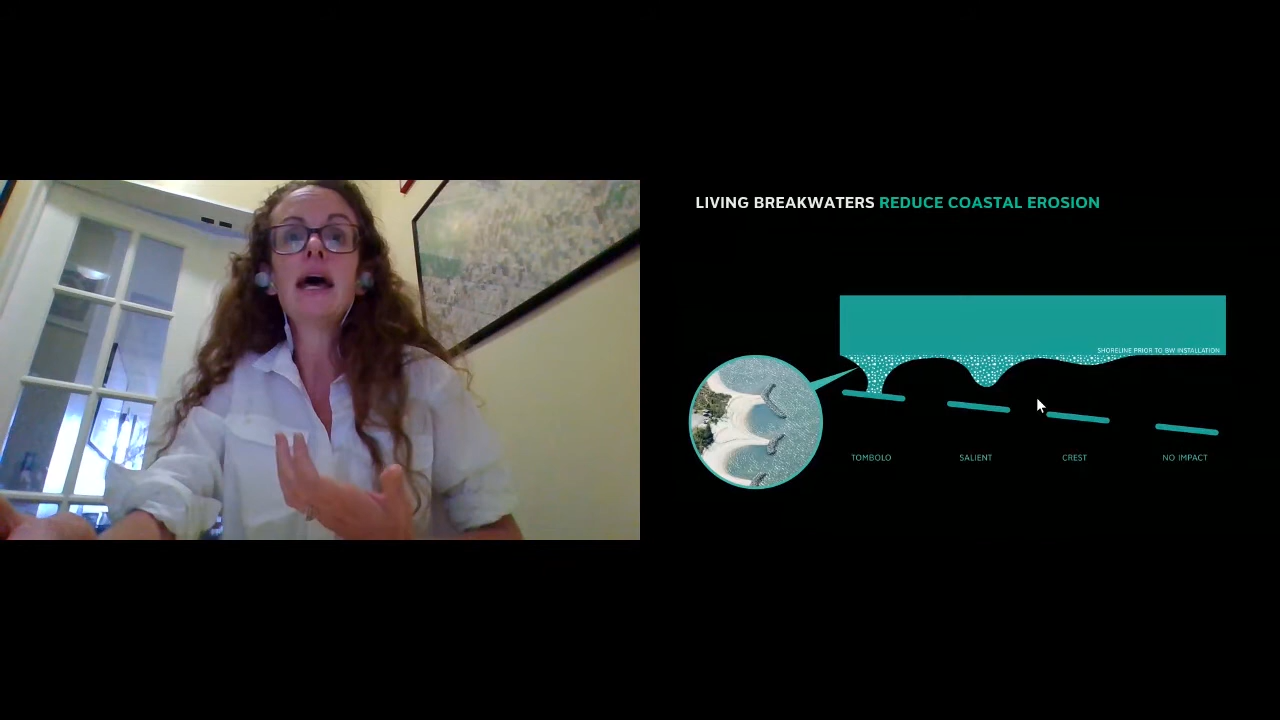 LIVING BREAKWATERS REDUCE COASTAL EROSION
SHORELINE PRIOR TO BW INSTALLATION
TOMBOLO SALIENT CREST NO IMPACT